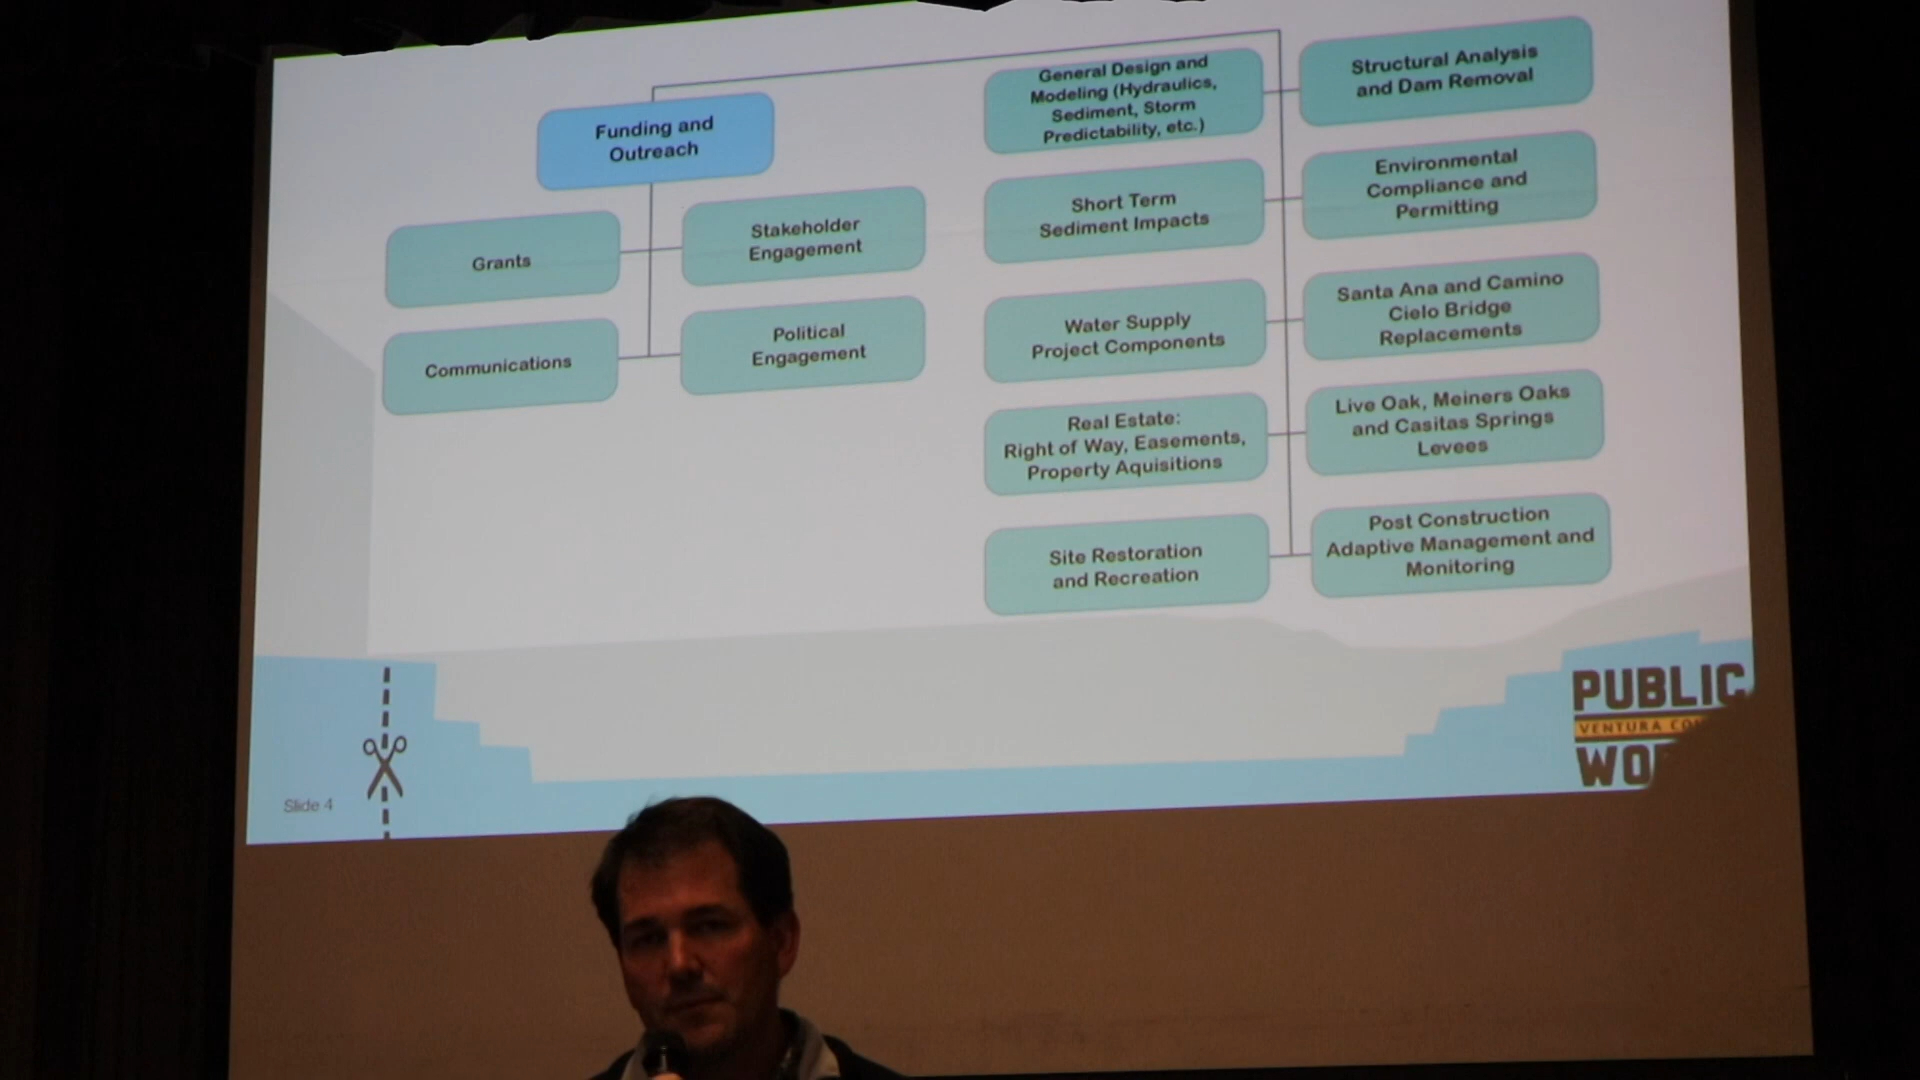 Funding and
Outreach
Grants
Stakeholder
Engagement
Communications
Political
Engagement
General Design and
Modeling (Hydraulics,
Sediment, Storm
Predictability, etc.)
Structural Analysis
and Dam Removal
Short Term
Sediment Impacts
Environmental
Compliance and
Permitting
Water Supply
Project Components
Santa Ana and Camino
Cielo Bridge
Replacements
Real Estate:
Right of Way, Easements,
Property Aquisitions
Live Oak, Meiners Oaks
and Casitas Springs
Levees
Site Restoration
and Recreation
Post Construction
Adaptive Management and
Monitoring
Slide 4
PUBLIC
VENTURA